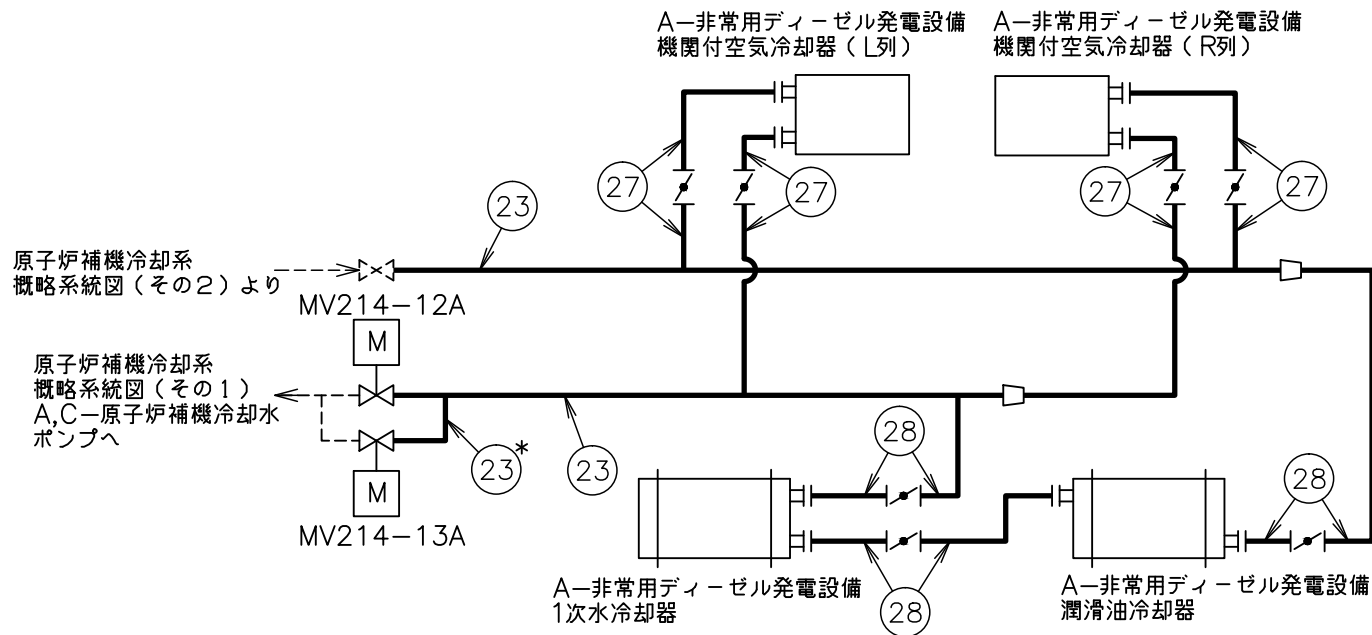 A－非常用ディーゼル発電設備
機関付空気冷却器（L列）
A－非常用ディーゼル発電設備
機関付空気冷却器（R列）
27
27
27
27
23
原子炉補機冷却系
概略系統図（その２）より
MV214－12A
M
原子炉補機冷却系
概略系統図（その１）
A,C－原子炉補機冷却水
ポンプへ
23*
23
28
28
M
MV214－13A
A－非常用ディーゼル発電設備
1次水冷却器
28
A－非常用ディーゼル発電設備
潤滑油冷却器